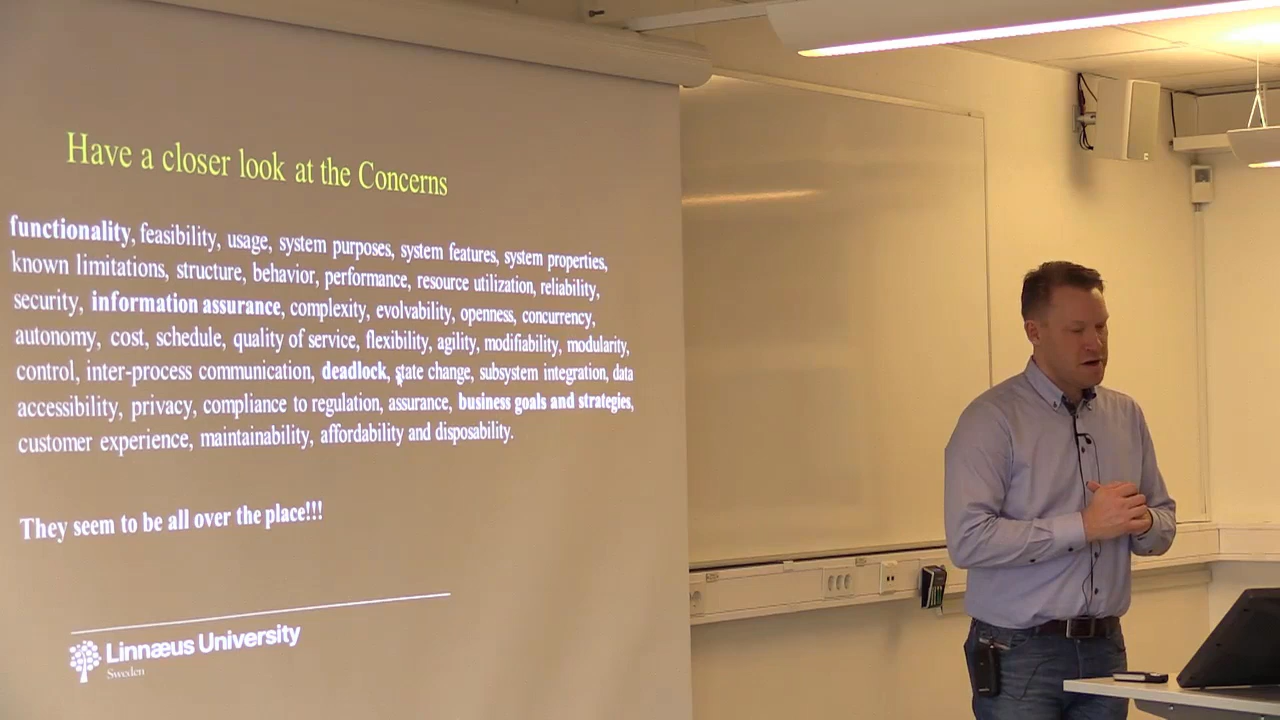 Have a closer look at the Concerns
functionality, feasibility, usage, system purposes, system features, system properties,
known limitations, structure, behavior, performance, resource utilization, reliability,
security, information assurance, complexity, evolvability, openness, concurrency,
autonomy, cost, schedule, quality of service, flexibility, agility, modifiability, modularity,
control, inter-process communication, deadlock, state change, subsystem integration, data
accessibility, privacy, compliance to regulation, assurance, business goals and strategies,
customer experience, maintainability, affordability and disposability.
They seem to be all over the place!!!
Linnæus University
Sweden